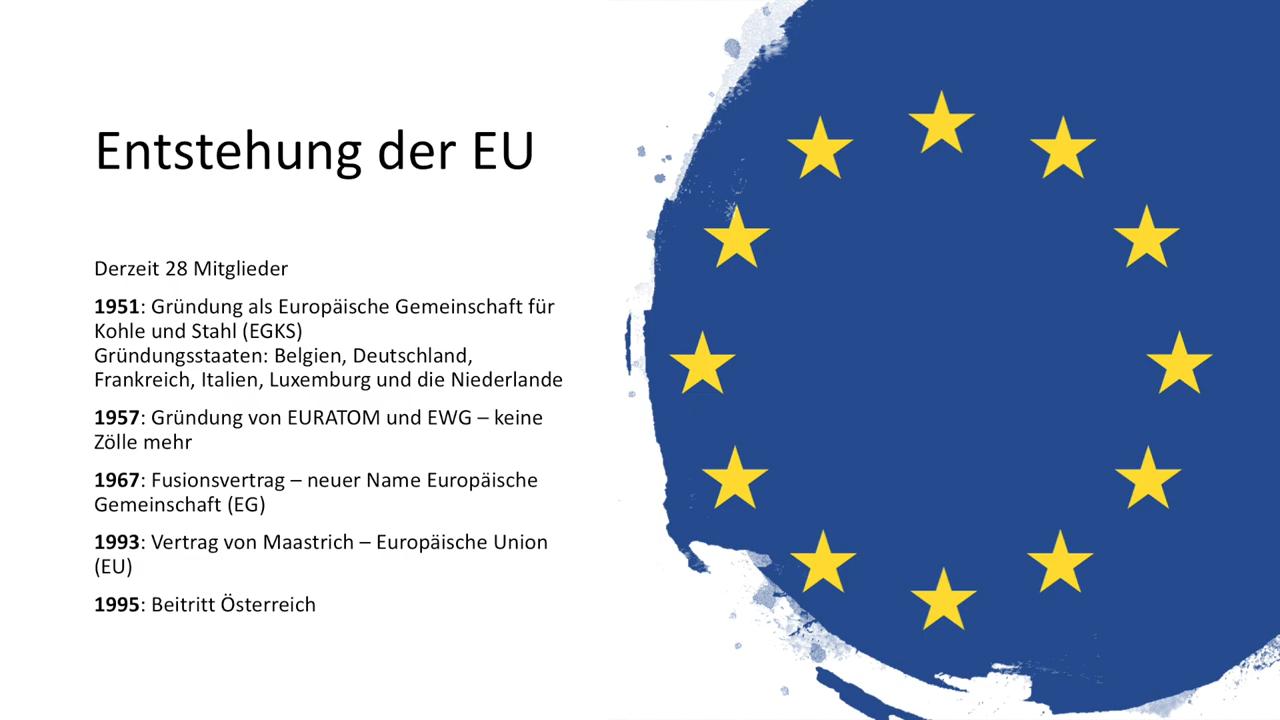 Entstehung der EU
Derzeit 28 Mitglieder
1951: Gründung als Europäische Gemeinschaft für
Kohle und Stahl (EGKS)
Gründungsstaaten: Belgien, Deutschland,
Frankreich, Italien, Luxemburg und die Niederlande
1957: Gründung von EURATOM und EWG – keine
Zölle mehr
1967: Fusionsvertrag – neuer Name Europäische
Gemeinschaft (EG)
1993: Vertrag von Maastrich – Europäische Union
(EU)
1995: Beitritt Österreich